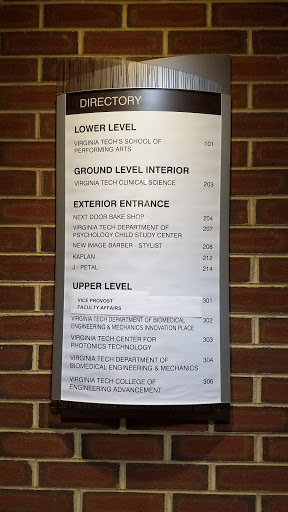 DIRECTORY
LOWER LEVEL
VIRGINIA TECH'S SCHOOL OF
PERFORMING ARTS 101
GROUND LEVEL INTERIOR
VIRGINIA TECH CLINICAL SCIENCE 203
EXTERIOR ENTRANCE
NEXT DOOR BAKE SHOP 204
VIRGINIA TECH DEPARTMENT OF 207
PSYCHOLOGY CHILD STUDY CENTER
NEW IMAGE BARBER - STYLIST 208
KAPLAN 212
J - PETAL 214
UPPER LEVEL
VICE PROVOST 301
FACULTY AFFAIRS
VIRGINIA TECH DEPARTMENT OF BIOMEDICAL 302
ENGINEERING & MECHANICS INNOVATION PLACE
VIRGINIA TECH CENTER FOR 303
PHOTONICS TECHNOLOGY
VIRGINIA TECH DEPARTMENT OF 304
BIOMEDICAL ENGINEERING & MECHANICS
VIRGINIA TECH COLLEGE OF 306
ENGINEERING ADVANCEMENT